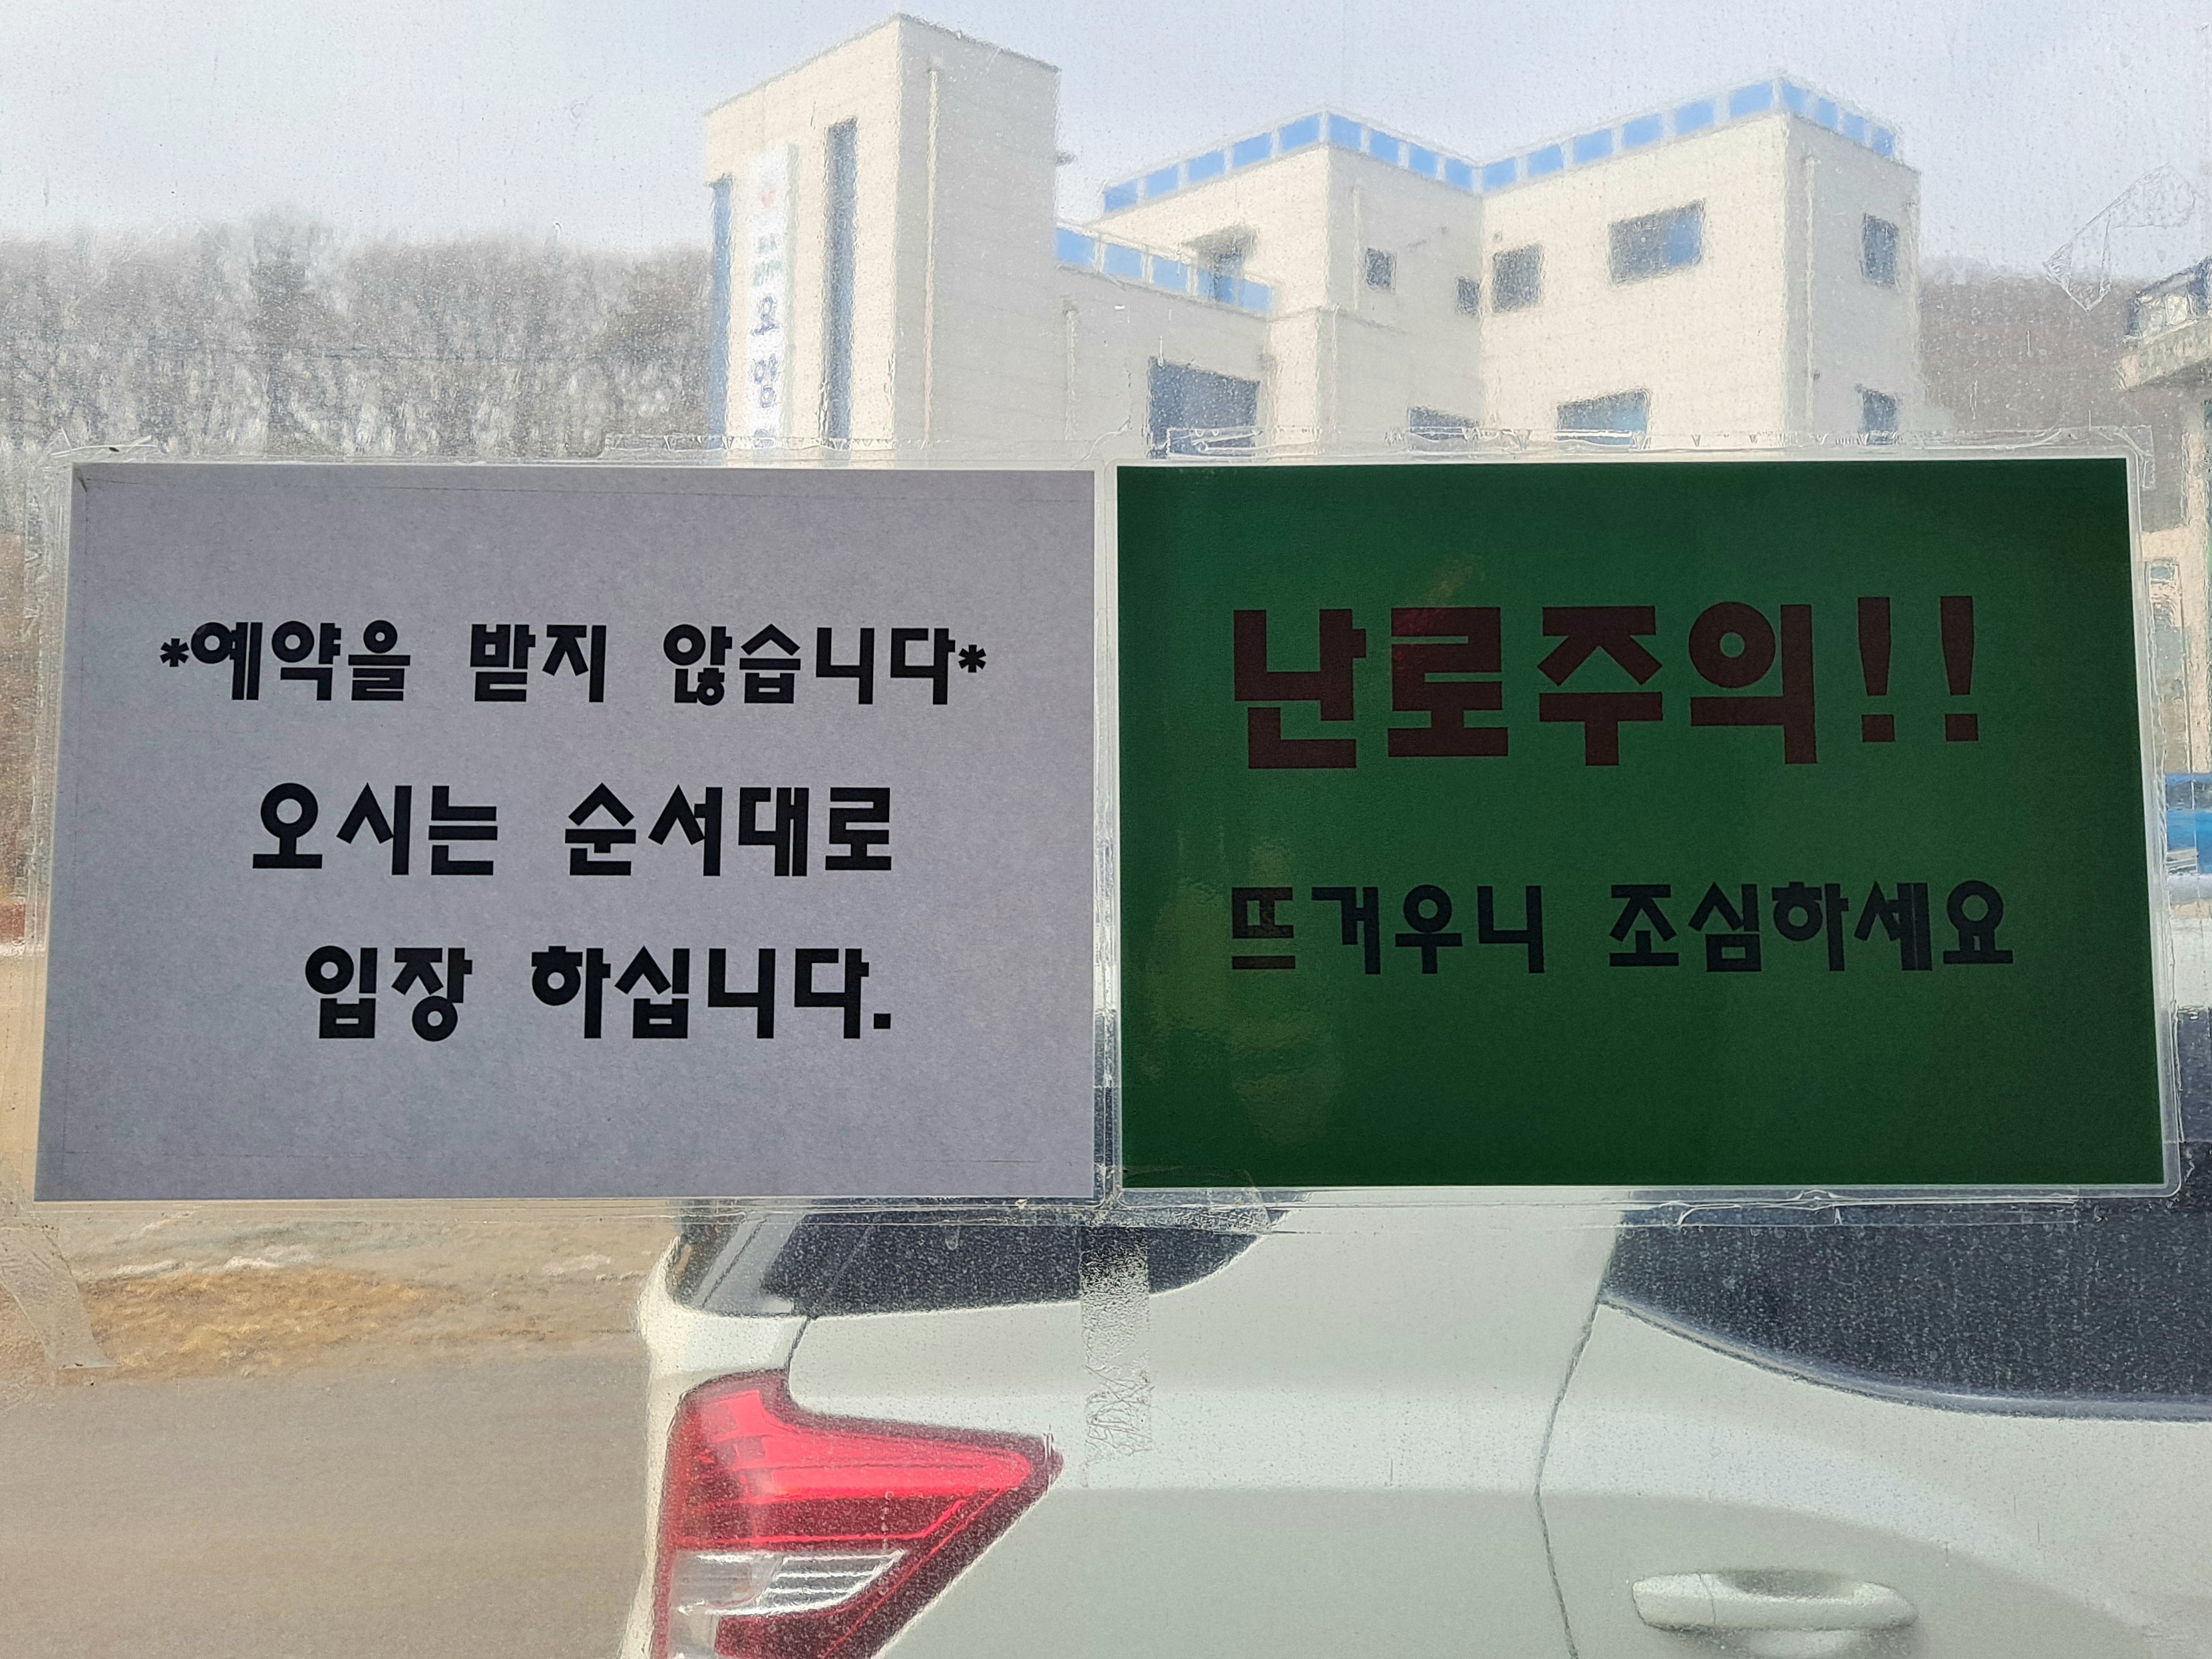 *예약을 받지 않습니다*
오시는 순서대로
입장 하십니다.
난로주의!!
뜨거우니 조심하세요